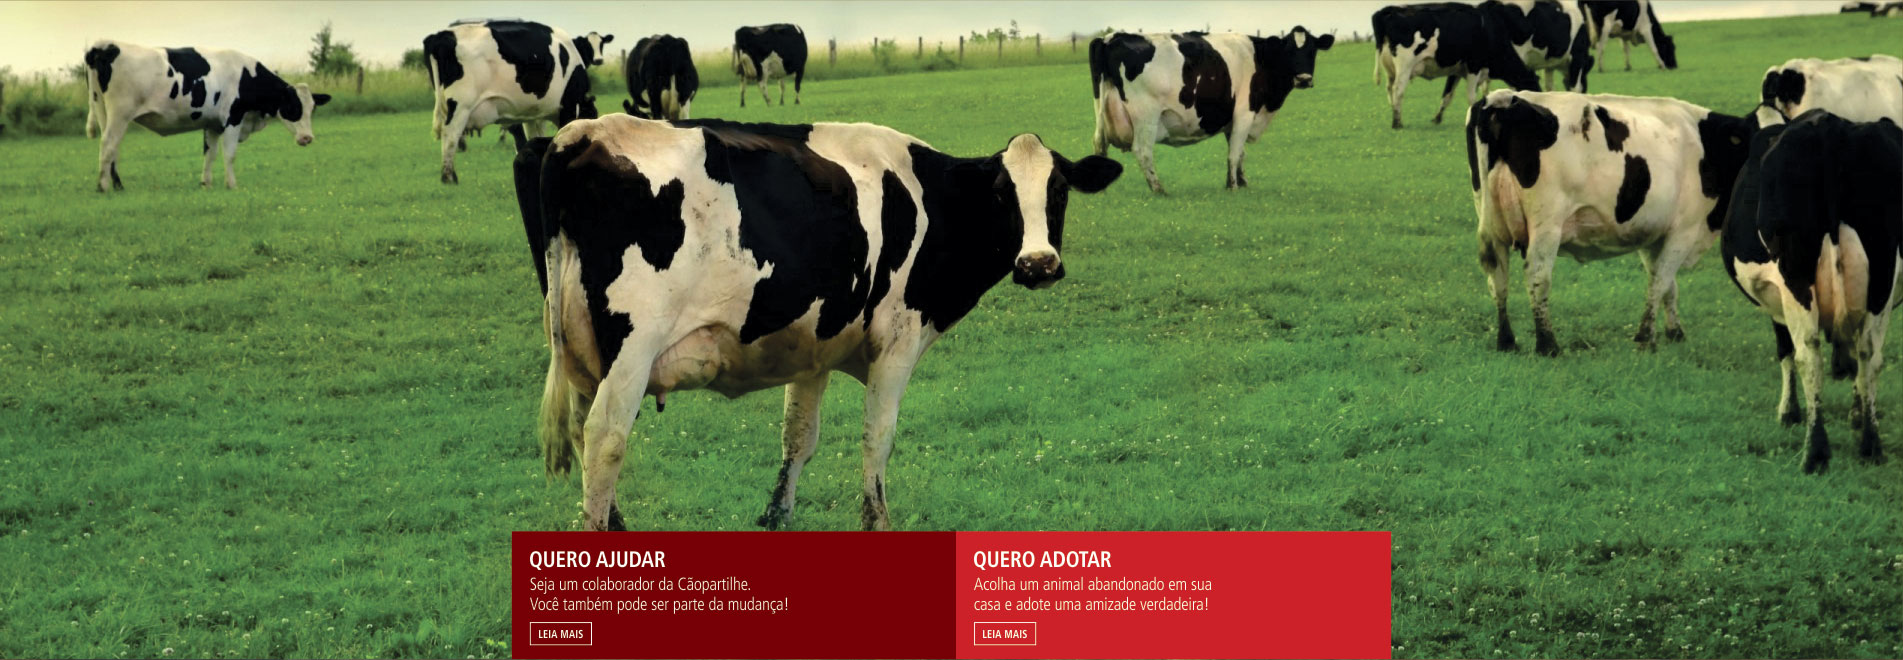 QUERO AJUDAR
Seja um colaborador da Cãopartilhe.
Você também pode ser parte da mudança!
LEIA MAIS
QUERO ADOTAR
Acolha um animal abandonado em sua
casa e adote uma amizade verdadeira!
LEIA MAIS